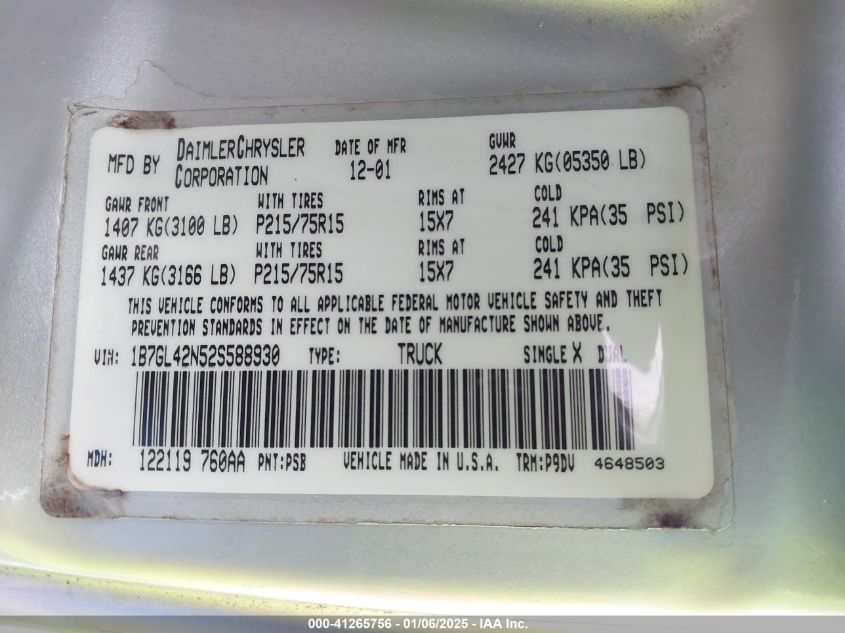 MFD BY DAIMLERCHRYSLER CORPORATION DATE OF MFR 12-01 GVWR 2427 KG(05350 LB)
GAWR FRONT WITH TIRES RIMS AT COLD
1407 KG(3100 LB) P215/75R15 15X7 241 KPA(35 PSI)
GAWR REAR WITH TIRES RIMS AT COLD
1437 KG(3166 LB) P215/75R15 15X7 241 KPA(35 PSI)
THIS VEHICLE CONFORMS TO ALL APPLICABLE FEDERAL MOTOR VEHICLE SAFETY AND THEFT
PREVENTION STANDARDS IN EFFECT ON THE DATE OF MANUFACTURE SHOWN ABOVE.
VIN: 1B7GL42N52S588930 TYPE: TRUCK SINGLE X DUAL
MDH: 122119 760AA PNT:PSB VEHICLE MADE IN U.S.A. TRM:P9DV 4648503
000-41265756 - 01/06/2025 - IAA Inc.